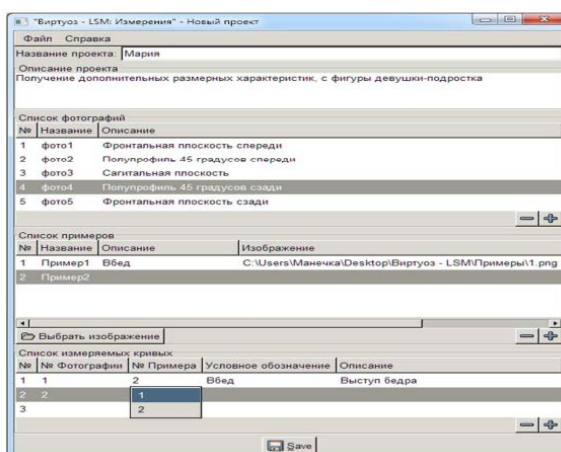 "Виртуоз - LSM: Измерения" - Новый проект
Файл Справка
Название проекта: Мария
Описание проекта
Получение дополнительных размерных характеристик, с фигуры девушки-подростка
Список фотографий
№ Название Описание
1 фото1 Фронтальная плоскость спереди
2 фото2 Полупрофиль 45 градусов спереди
3 фото3 Сагитальная плоскость
4 фото4 Полупрофиль 45 градусов сзади
5 фото5 Фронтальная плоскость сзади
Список примеров
№ Название Описание Изображение
1 Пример1 Вбед C:\Users\Манечка\Desktop\Виртуоз - LSM\Примеры\1.png
2 Пример2
Выбрать изображение
Список измеряемых кривых
№ № Фотографии № Примера Условное обозначение Описание
1 1 2 Вбед Выступ бедра
2 2 1
3 2
Save